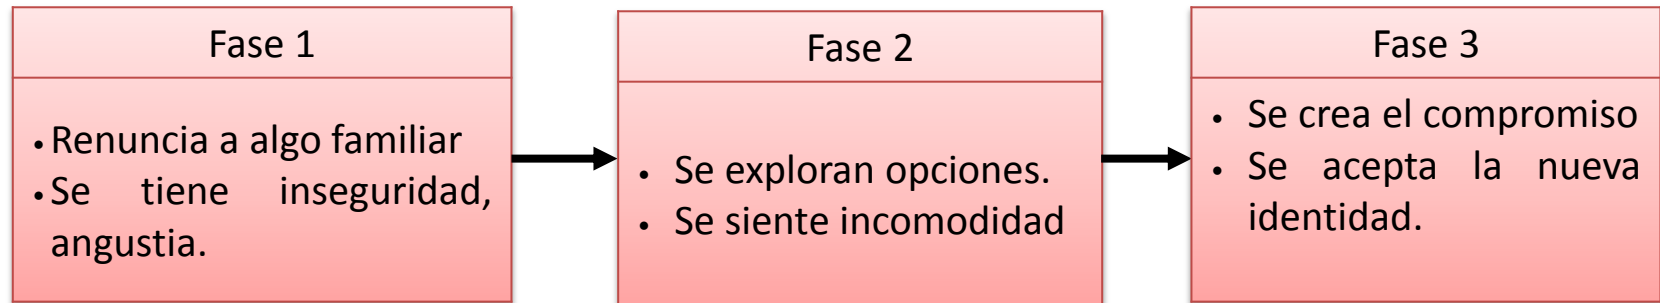 Fase 1
• Renuncia a algo familiar
• Se tiene inseguridad,
angustia.
Fase 2
• Se exploran opciones.
• Se siente incomodidad
Fase 3
• Se crea el compromiso
• Se acepta la nueva
identidad.